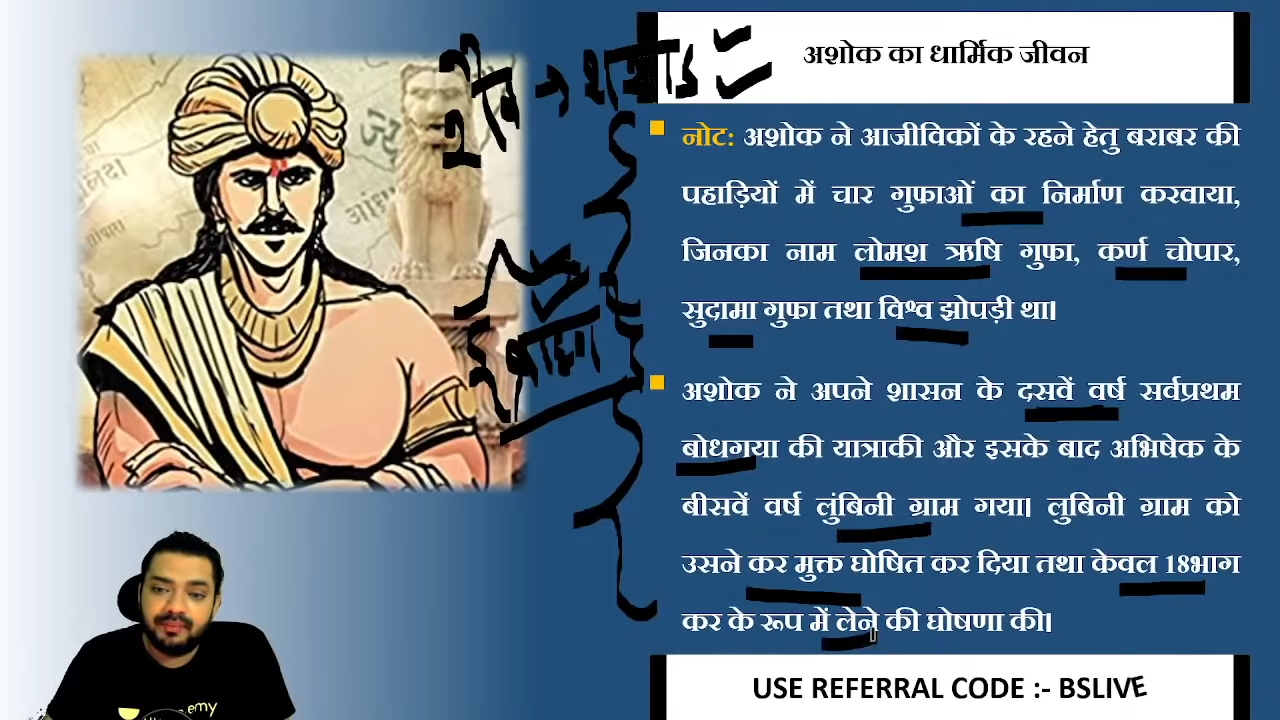 अशोक का धार्मिक जीवन
नोट: अशोक ने आजीविकों के रहने हेतु बराबर की
पहाड़ियों में चार गुफाओं का निर्माण करवाया,
जिनका नाम लोमश ऋषि गुफा, कर्ण चोपार,
सुदामा गुफा तथा विश्व झोपड़ी था।
अशोक ने अपने शासन के दसवें वर्ष सर्वप्रथम
बोधगया की यात्राकी और इसके बाद अभिषेक के
बीसवें वर्ष लुंबिनी ग्राम गया। लुबिनी ग्राम को
उसने कर मुक्त घोषित कर दिया तथा केवल 18भाग
कर के रूप में लेने की घोषणा की।
USE REFERRAL CODE :- BSLIVE